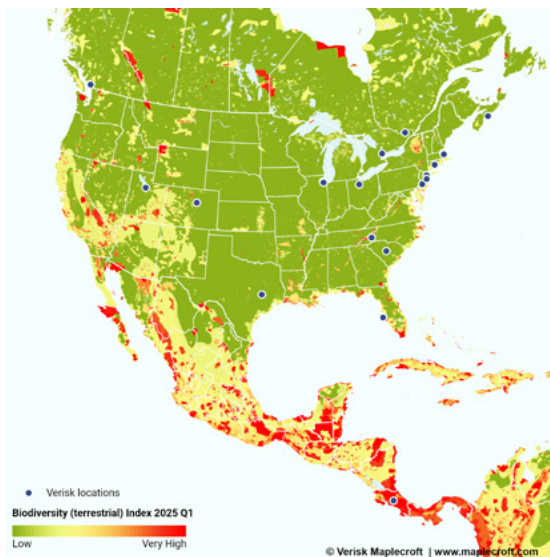 Verisk locations
Biodiversity (terrestrial) Index 2025 Q1
Low Very High
© Verisk Maplecroft | www.maplecroft.com